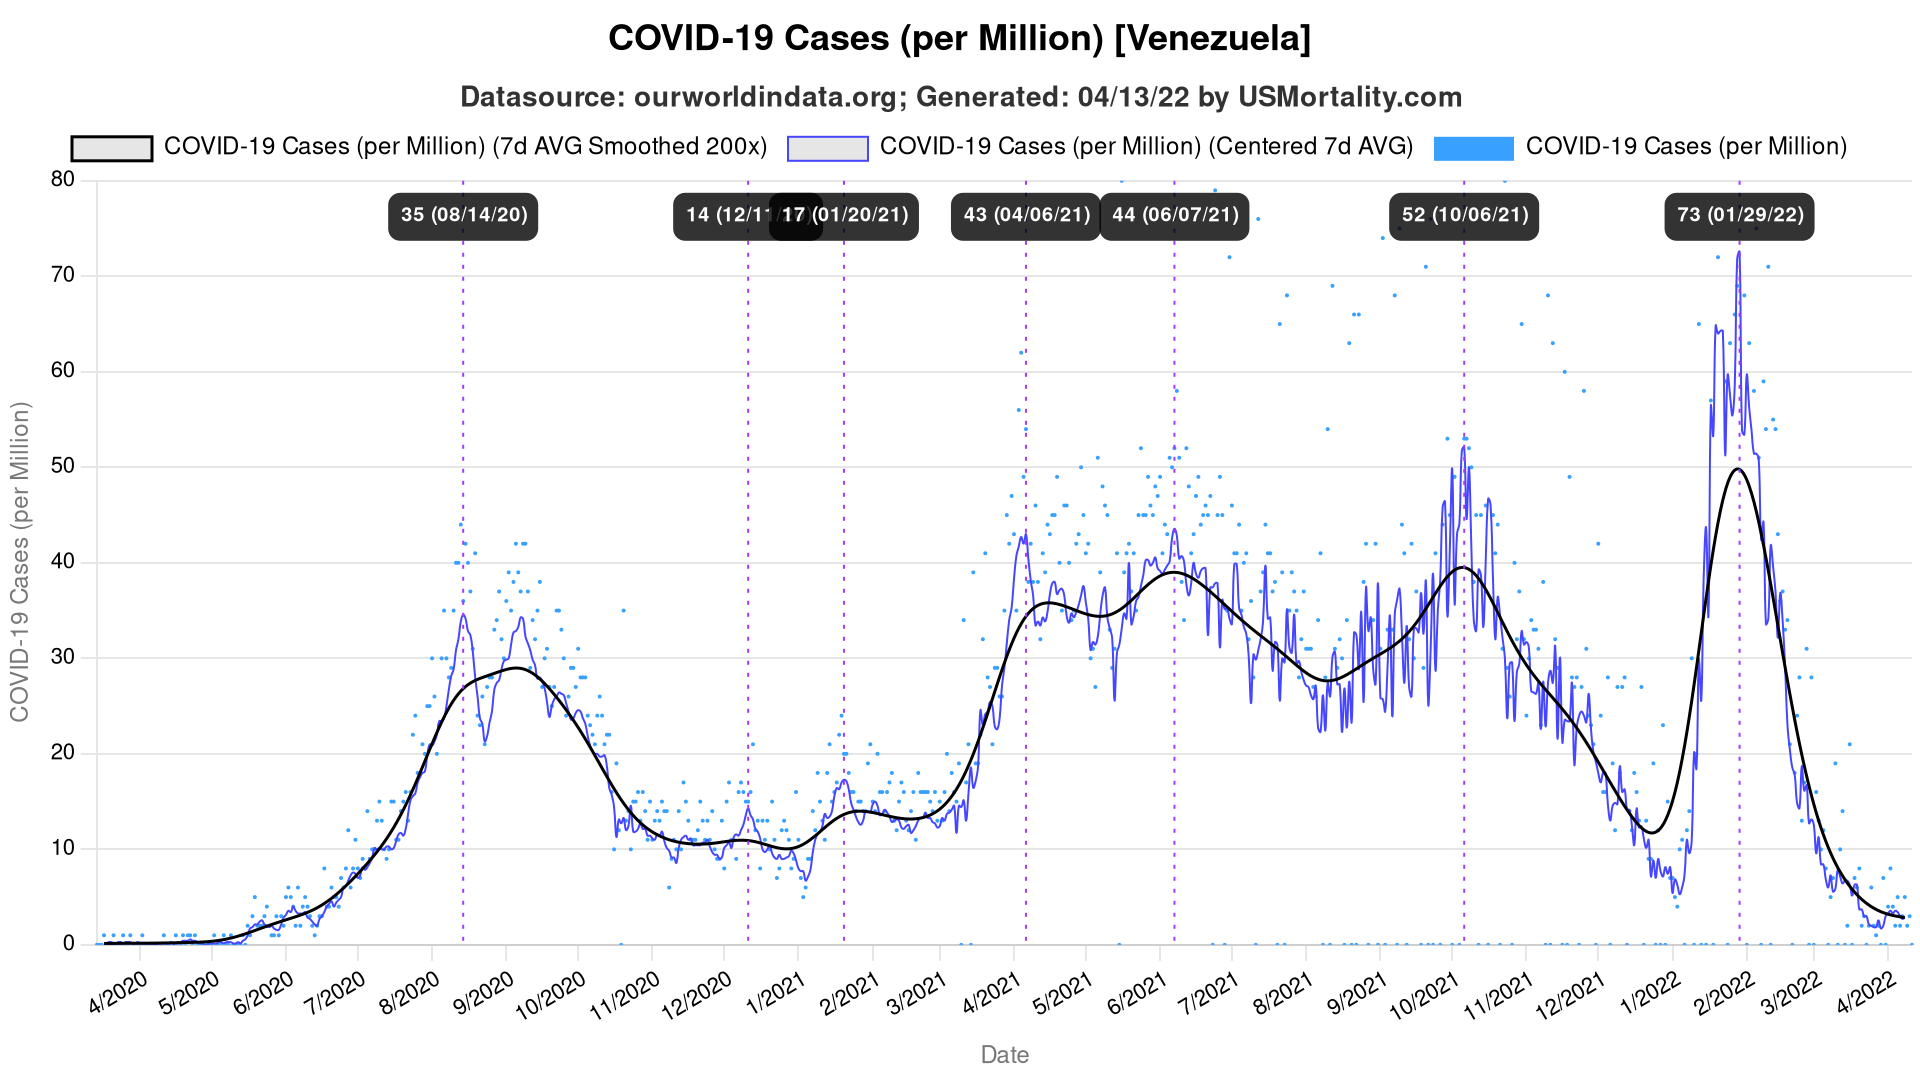 COVID-19 Cases (per Million) [Venezuela]
Datasource: ourworldindata.org; Generated: 04/13/22 by USMortality.com
COVID-19 Cases (per Million) (7d AVG Smoothed 200x) COVID-19 Cases (per Million) (Centered 7d AVG) COVID-19 Cases (per Million)
80
35 (08/14/20) 14 (12/11 17 (01/20/21) 43 (04/06/21) 44 (06/07/21) 52 (10/06/21) 73 (01/29/22)
70
60
50
40
30
20
10
0
COVID-19 Cases (per Million)
4/2020 5/2020 6/2020 7/2020 8/2020 9/2020 10/2020 11/2020 12/2020 1/2021 2/2021 3/2021 4/2021 5/2021 6/2021 7/2021 8/2021 9/2021 10/2021 11/2021 12/2021 1/2022 2/2022 3/2022 4/2022
Date